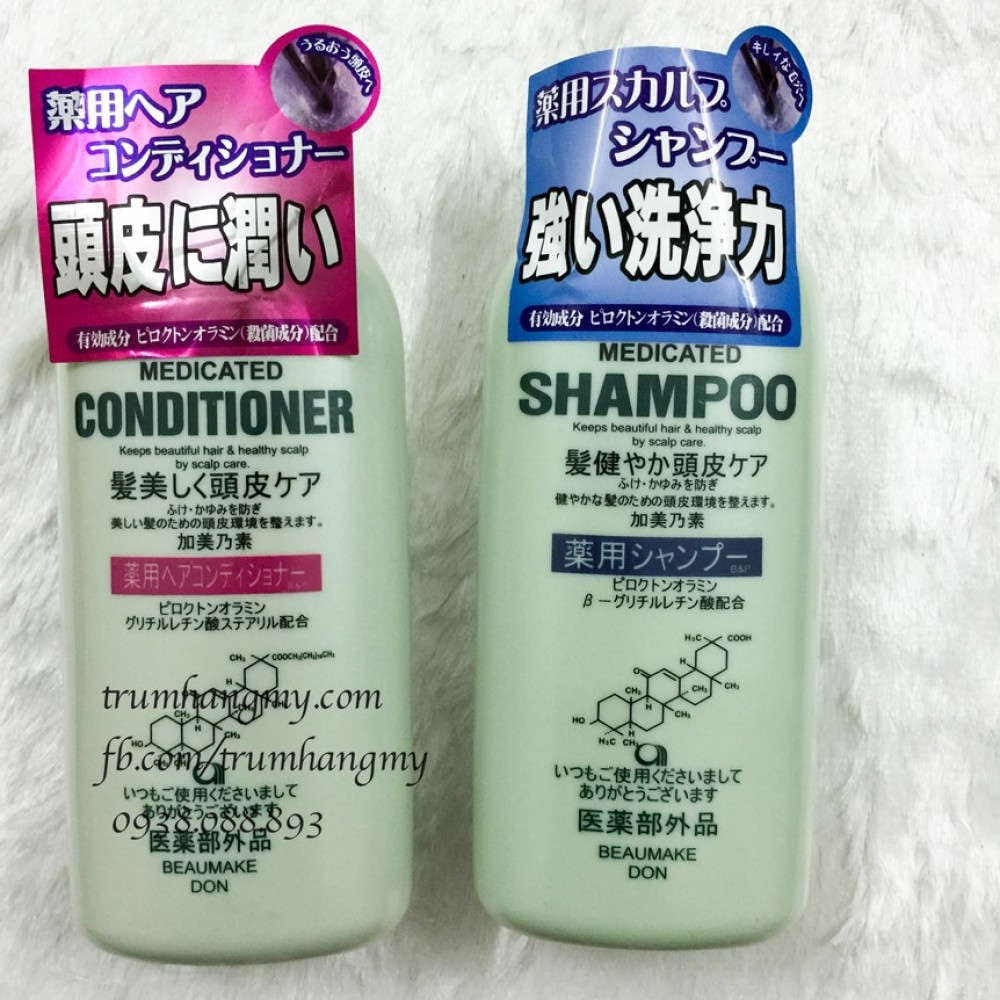 うるおう頭皮へ
薬用ヘア
コンディショナー
頭皮に潤い
有効成分 ピロクトンオラミン(殺菌成分)配合
MEDICATED
CONDITIONER
Keeps beautiful hair & healthy scalp
by scalp care.
髪美しく頭皮ケア
ふけ・かゆみを防ぎ
美しい髪のための頭皮環境を整えます。
加美乃素
薬用ヘアコンディショナー
ピロクトンオラミン
グリチルレチン酸ステアリル配合
trumhangmy.com
fb.com/trumhangmy
いつもご使用くださいまして
ありがとうございます
0938.088.893
医薬部外品
BEAUMAKE
DON
キレイな毛穴へ
薬用スカルプ
シャンプー
強い洗浄力
有効成分 ピロクトンオラミン(殺菌成分)配合
MEDICATED
SHAMPOO
Keeps beautiful hair & healthy scalp
by scalp care.
髪健やか頭皮ケア
ふけ・かゆみを防ぎ
健やかな髪のための頭皮環境を整えます。
加美乃素
薬用シャンプー
B&P
ピロクトンオラミン
β－グリチルレチン酸配合
H₃C COOH
O
CH₃ CH₃ H
H CH₃ CH₃
HO
H
H₃C CH₃
いつもご使用くださいまして
ありがとうございます
医薬部外品
BEAUMAKE
DON